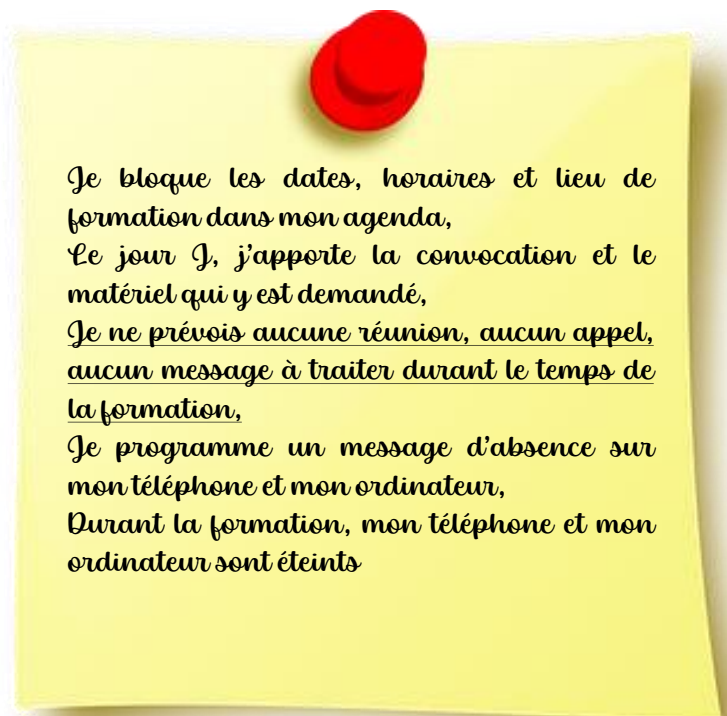 Je bloque les dates, horaires et lieu de
formation dans mon agenda,
Le jour J, j'apporte la convocation et le
matériel qui y est demandé,
Je ne prévois aucune réunion, aucun appel,
aucun message à traiter durant le temps de
la formation,
Je programme un message d'absence sur
mon téléphone et mon ordinateur,
Durant la formation, mon téléphone et mon
ordinateur sont éteints